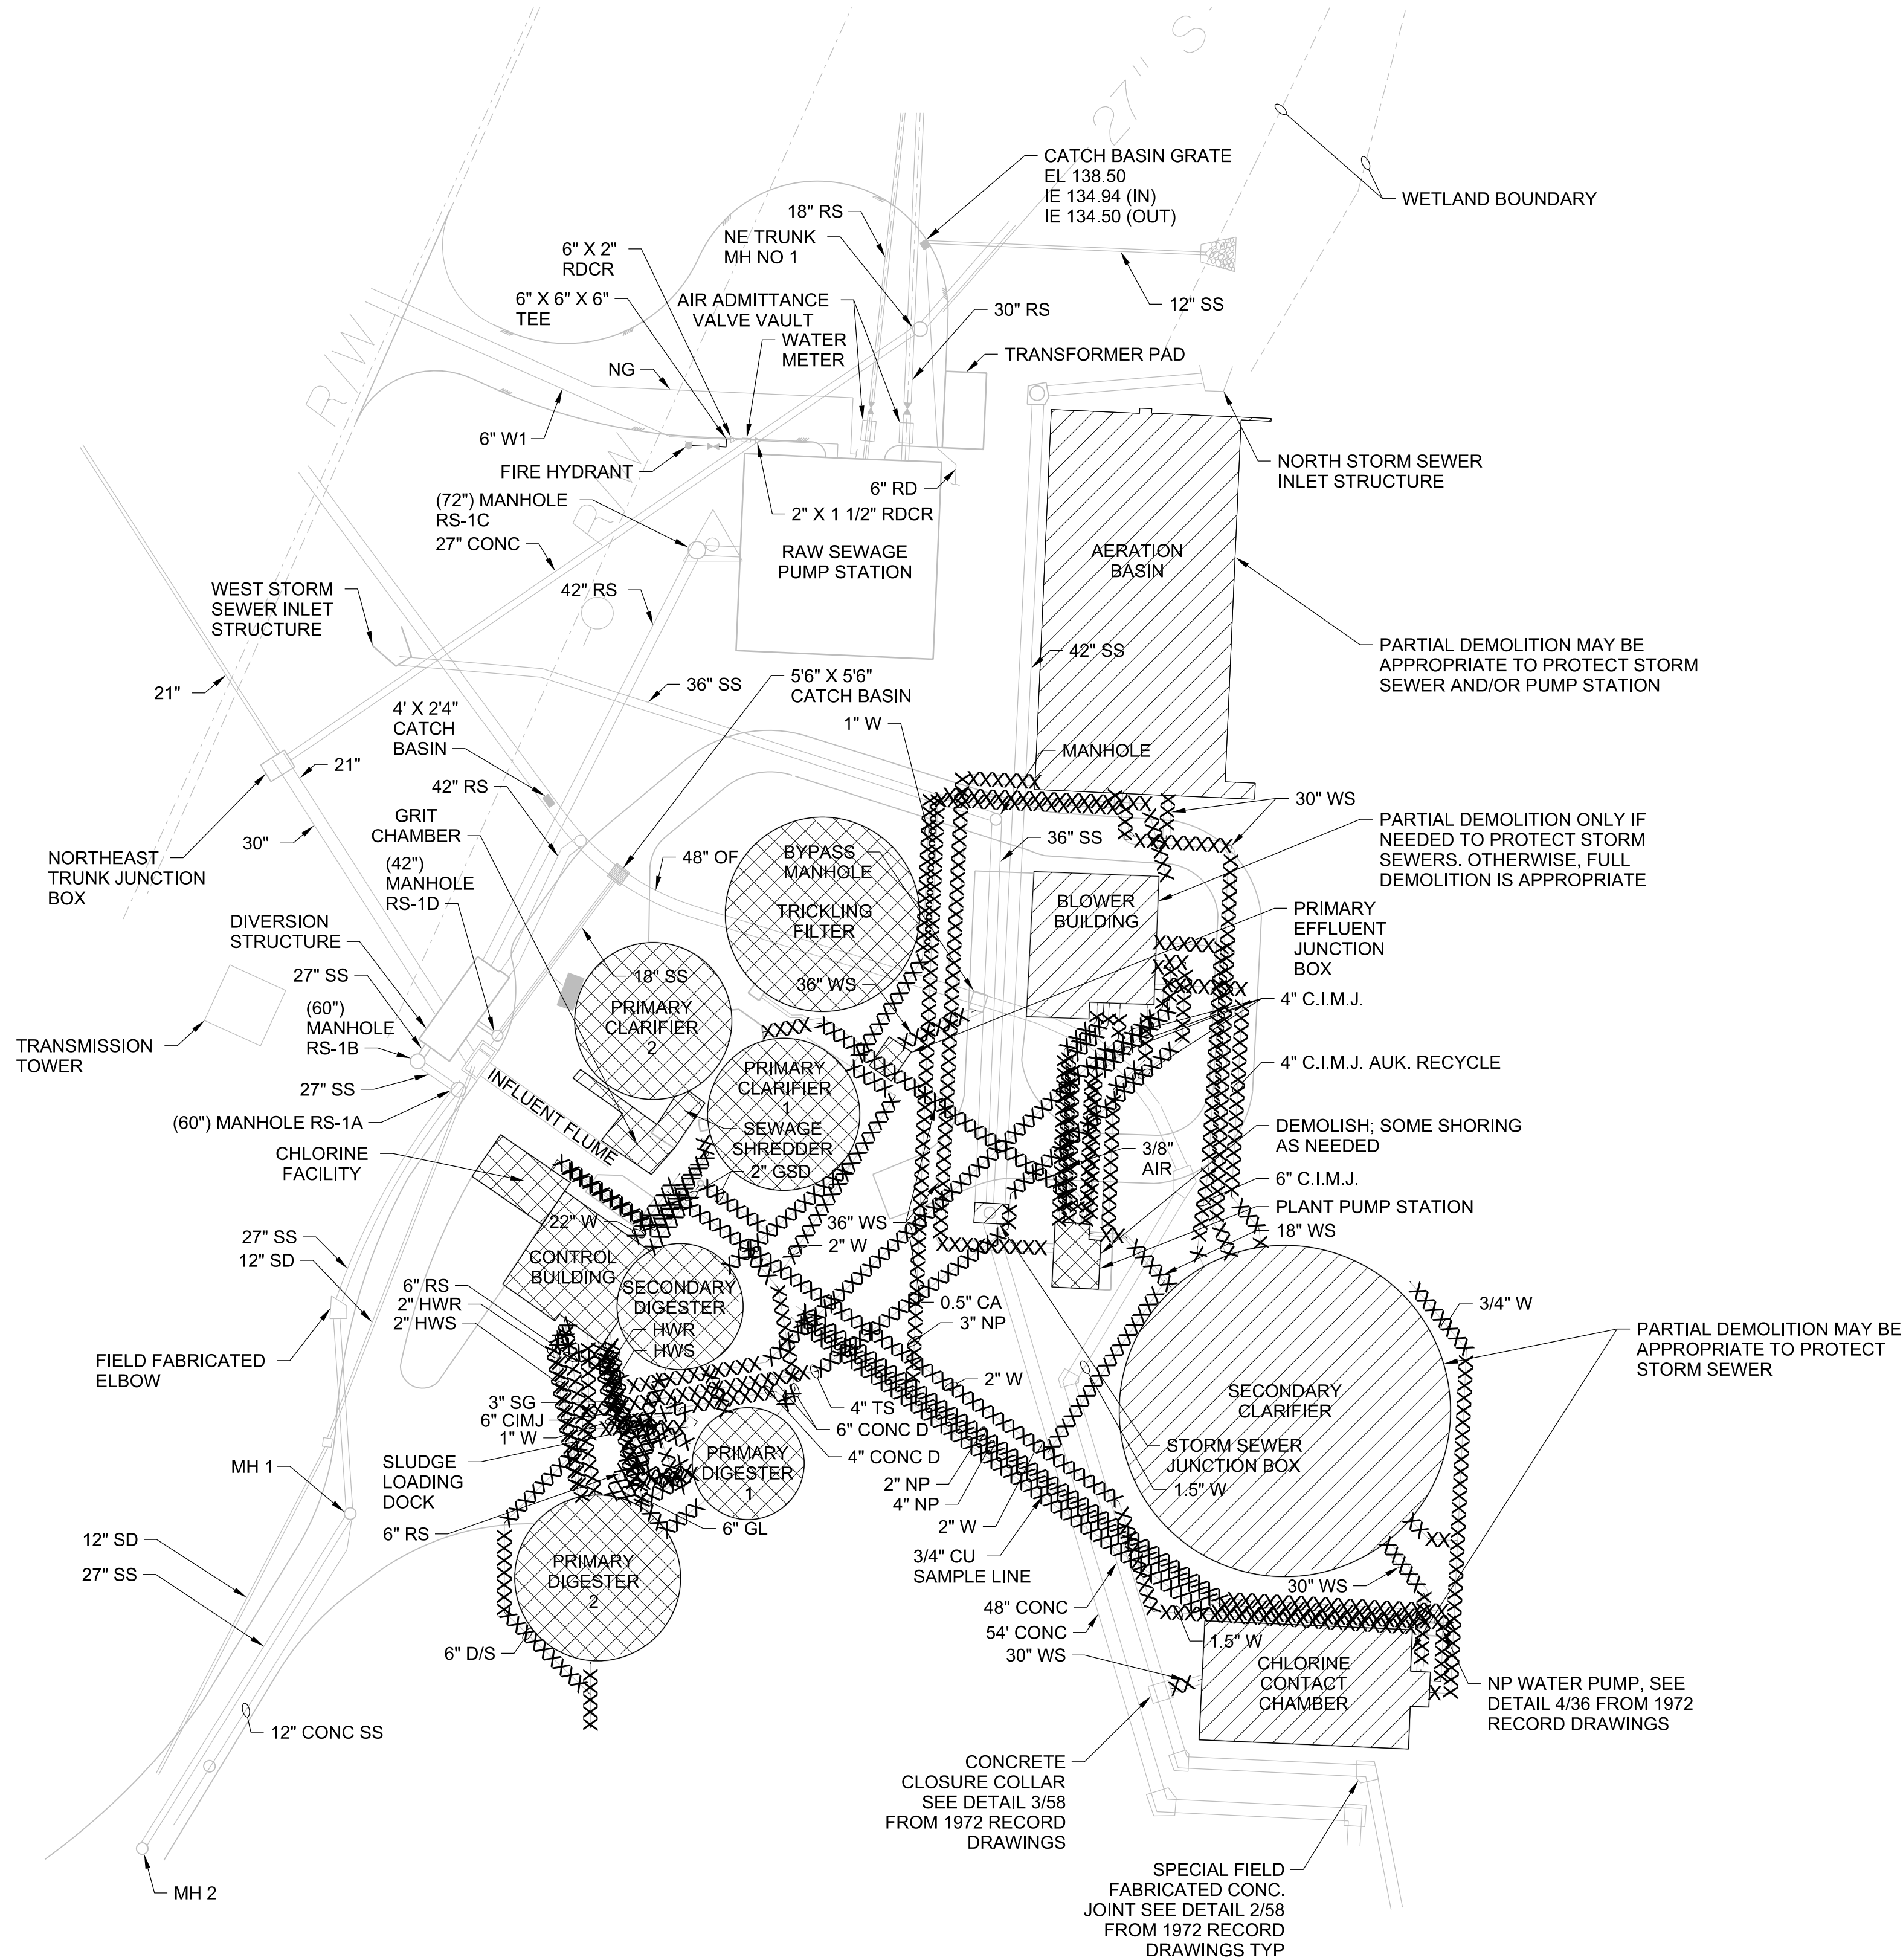 27" S
CATCH BASIN GRATE
EL 138.50
IE 134.94 (IN)
IE 134.50 (OUT)
WETLAND BOUNDARY
18" RS
NE TRUNK
MH NO 1
6" X 2"
RDCR
6" X 6" X 6"
TEE
AIR ADMITTANCE
VALVE VAULT
WATER
METER
30" RS
12" SS
TRANSFORMER PAD
NG
R/W
6" W1
FIRE HYDRANT
R/W
6" RD
2" X 1 1/2" RDCR
NORTH STORM SEWER
INLET STRUCTURE
(72") MANHOLE
RS-1C
27" CONC
RAW SEWAGE
PUMP STATION
AERATION
BASIN
WEST STORM
SEWER INLET
STRUCTURE
42" RS
42" SS
PARTIAL DEMOLITION MAY BE
APPROPRIATE TO PROTECT STORM
SEWER AND/OR PUMP STATION
21"
36" SS
5'6" X 5'6"
CATCH BASIN
1" W
4' X 2'4"
CATCH
BASIN
MANHOLE
21"
42" RS
30" WS
GRIT
CHAMBER
30"
NORTHEAST
TRUNK JUNCTION
BOX
(42")
MANHOLE
RS-1D
48" OF
BYPASS
MANHOLE
TRICKLING
FILTER
36" SS
PARTIAL DEMOLITION ONLY IF
NEEDED TO PROTECT STORM
SEWERS. OTHERWISE, FULL
DEMOLITION IS APPROPRIATE
BLOWER
BUILDING
PRIMARY
EFFLUENT
JUNCTION
BOX
DIVERSION
STRUCTURE
27" SS
18" SS
36" WS
PRIMARY
CLARIFIER
2
4" C.I.M.J.
(60")
MANHOLE
RS-1B
TRANSMISSION
TOWER
4" C.I.M.J. AUK. RECYCLE
27" SS
INFLUENT FLUME
PRIMARY
CLARIFIER
1
(60") MANHOLE RS-1A
SEWAGE
SHREDDER
DEMOLISH; SOME SHORING
AS NEEDED
CHLORINE
FACILITY
2" GSD
3/8"
AIR
6" C.I.M.J.
PLANT PUMP STATION
22" W
36" WS
18" WS
27" SS
12" SD
CONTROL
BUILDING
2" W
6" RS
2" HWR
2" HWS
SECONDARY
DIGESTER
0.5" CA
3" NP
3/4" W
HWR
HWS
PARTIAL DEMOLITION MAY BE
APPROPRIATE TO PROTECT
STORM SEWER
FIELD FABRICATED
ELBOW
2" W
SECONDARY
CLARIFIER
3" SG
6" CIMJ
1" W
4" TS
6" CONC D
4" CONC D
STORM SEWER
JUNCTION BOX
MH 1
SLUDGE
LOADING
DOCK
PRIMARY
DIGESTER
1
2" NP
4" NP
1.5" W
6" RS
6" GL
2" W
12" SD
27" SS
3/4" CU
SAMPLE LINE
PRIMARY
DIGESTER
2
30" WS
48" CONC
54' CONC
30" WS
1.5" W
6" D/S
CHLORINE
CONTACT
CHAMBER
NP WATER PUMP, SEE
DETAIL 4/36 FROM 1972
RECORD DRAWINGS
12" CONC SS
CONCRETE
CLOSURE COLLAR
SEE DETAIL 3/58
FROM 1972 RECORD
DRAWINGS
MH 2
SPECIAL FIELD
FABRICATED CONC.
JOINT SEE DETAIL 2/58
FROM 1972 RECORD
DRAWINGS TYP